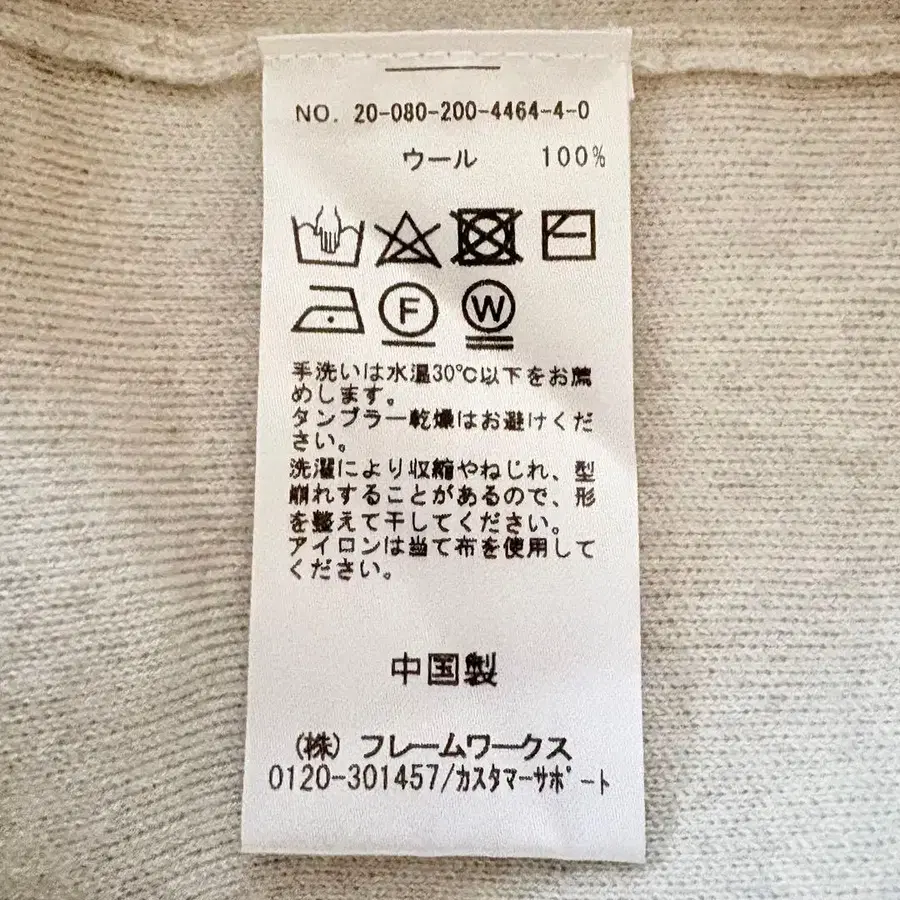 NO. 20-080-200-4464-4-0
ウール 100%
F W
手洗いは水温30℃以下をお薦
めします。
タンブラー乾燥はお避けくだ
さい。
洗濯により収縮やねじれ、型
崩れすることがあるので、形
を整えて干してください。
アイロンは当て布を使用して
ください。
中国製
(株) フレームワークス
0120-301457/カスタマーサポート